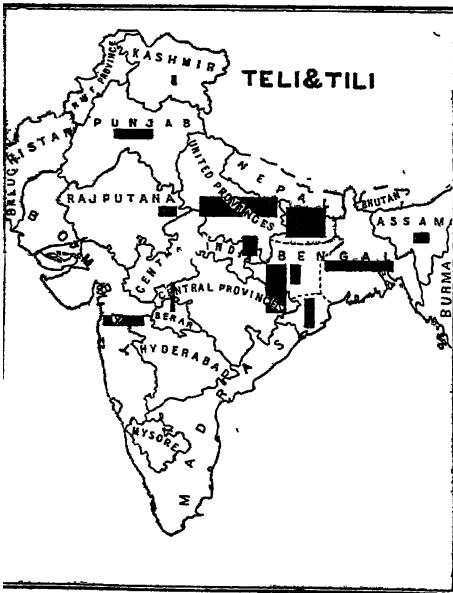 TELI & TILI
KASHMIR
N.W.F. PROVINCE
PUNJAB
BALUCHISTAN
UNITED PROVINCES
NEPAL
BHUTAN
RAJPUTANA
ASSAM
BENGAL
CENTRAL PROVINCES
BERAR
BURMA
HYDERABAD
MADRAS
MYSORE